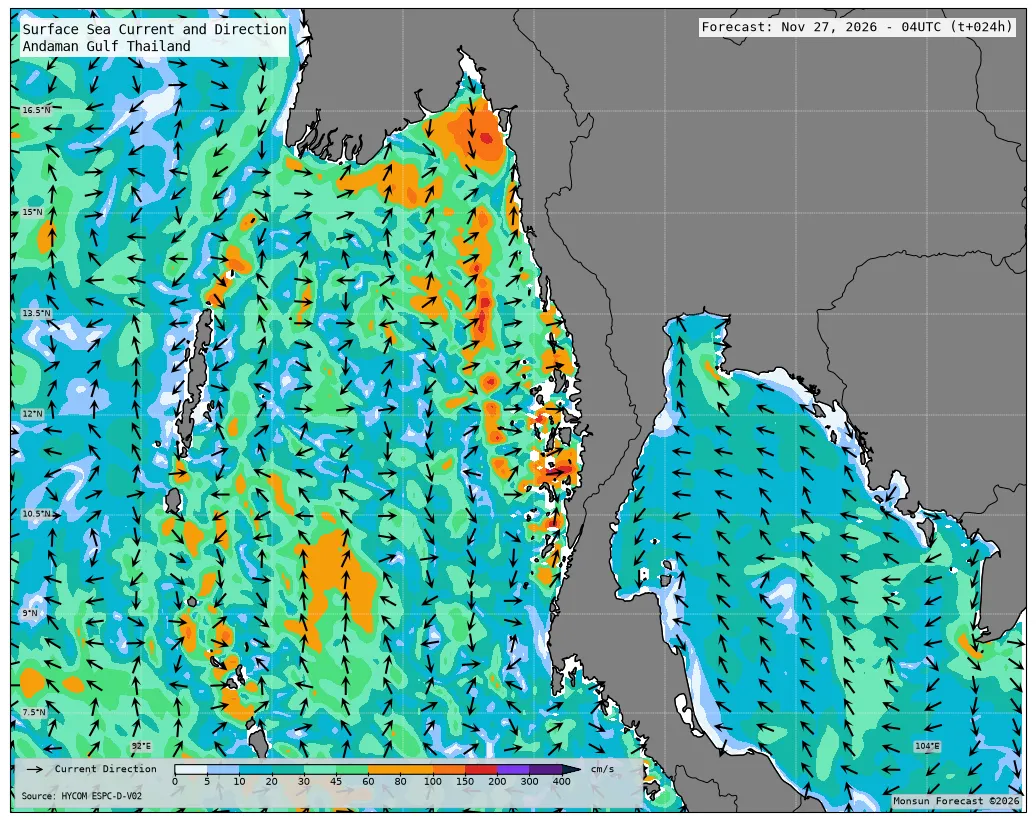 Surface Sea Current and Direction
Andaman Gulf Thailand
Forecast: Nov 27, 2026 - 04UTC (t+024h)
16.5°N
15°N
13.5°N
12°N
10.5°N
9°N
7.5°N
92°E
104°E
Current Direction
0 5 10 20 30 45 60 80 100 150 200 300 400 cm/s
Source: HYCOM ESPC-D-V02
Monsun Forecast ©2026